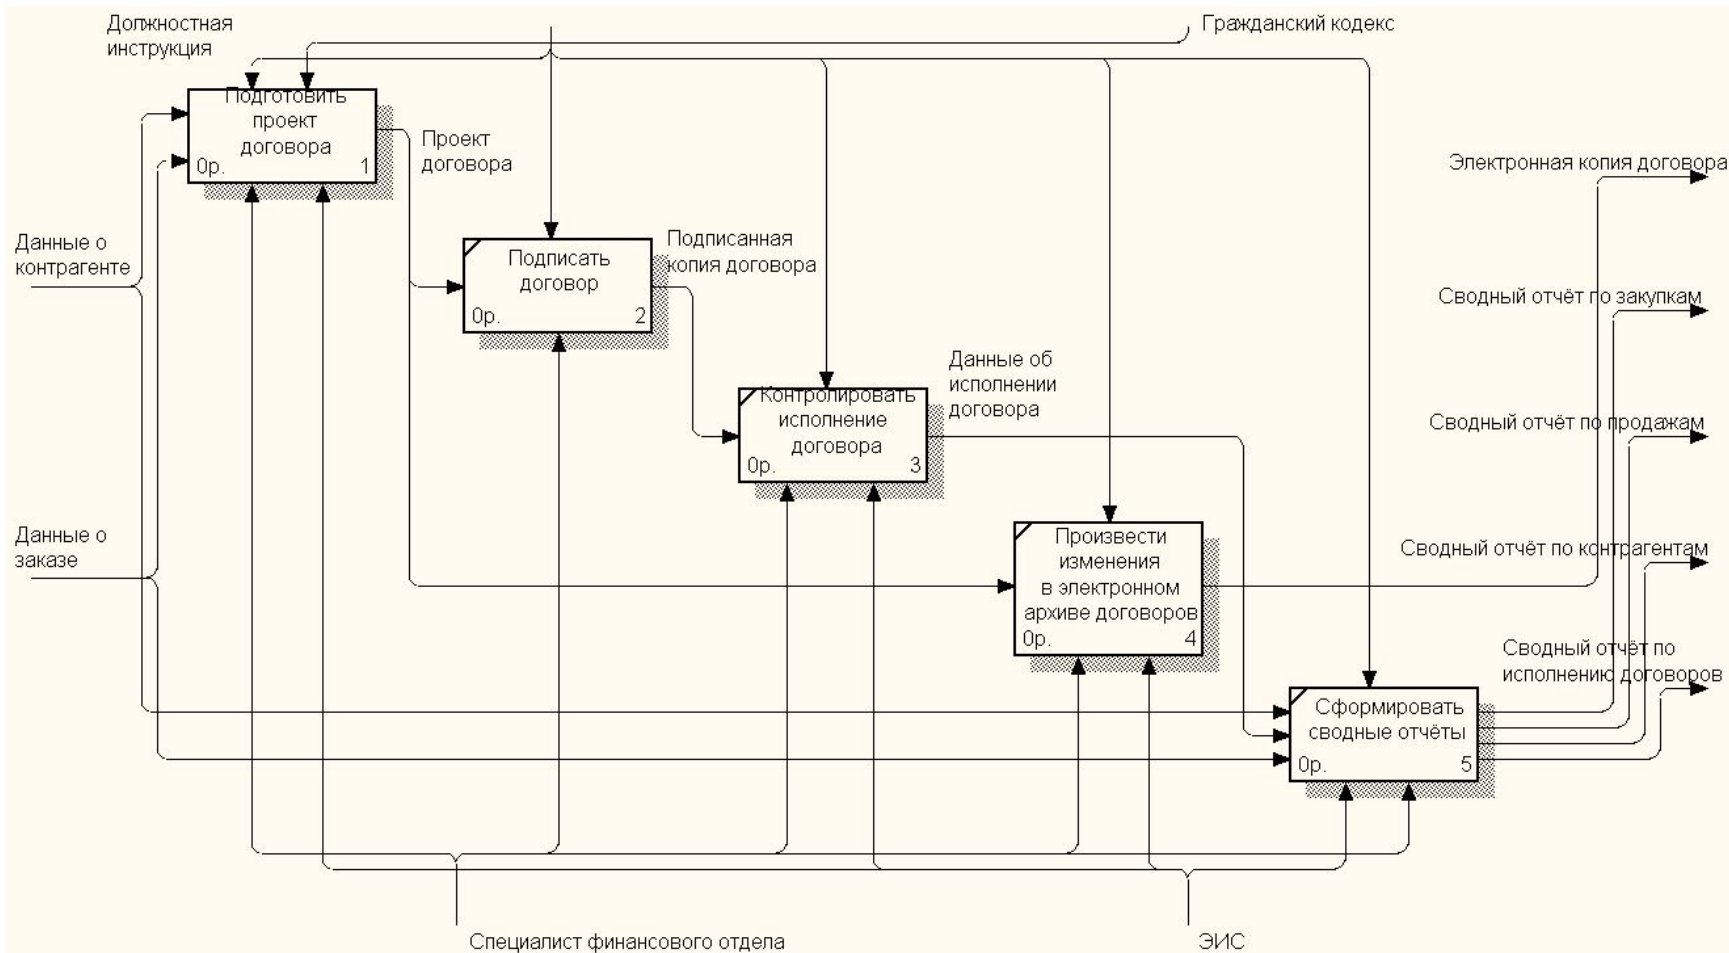 Должностная
инструкция
Гражданский кодекс
Подготовить
проект
договора
0р.
1
Проект
договора
Электронная копия договора
Данные о
контрагенте
Подписать
договор
0р.
2
Подписанная
копия договора
Сводный отчёт по закупкам
Контролировать
исполнение
договора
0р.
3
Данные об
исполнении
договора
Сводный отчёт по продажам
Данные о
заказе
Произвести
изменения
в электронном
архиве договоров
0р.
4
Сводный отчёт по контрагентам
Сводный отчёт по
исполнению договоров
Сформировать
сводные отчёты
0р.
5
Специалист финансового отдела
ЭИС